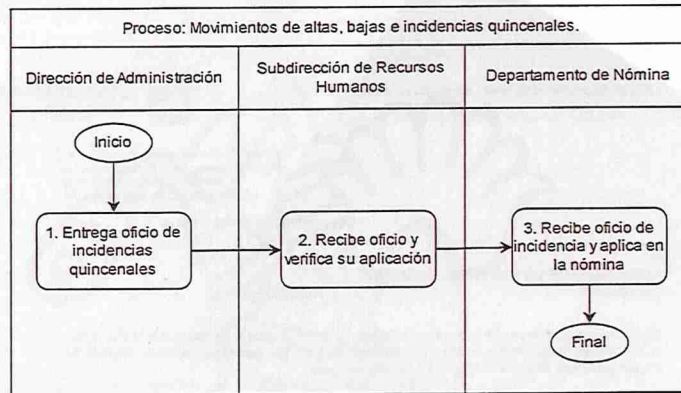 Proceso: Movimientos de altas, bajas e incidencias quincenales.
Dirección de Administración
Subdirección de Recursos
Humanos
Departamento de Nómina
Inicio
1. Entrega oficio de
incidencias
quincenales
2. Recibe oficio y
verifica su aplicación
3. Recibe oficio de
incidencia y aplica en
la nómina
Final